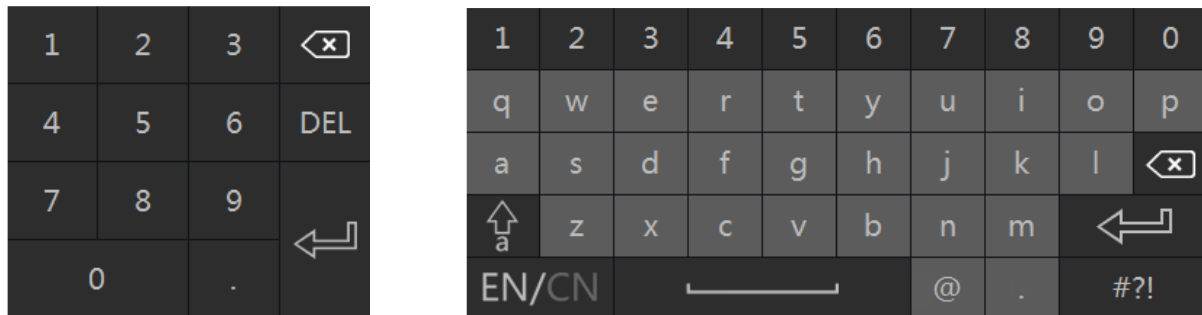 1 2 3
4 5 6 DEL
7 8 9
0 .
1 2 3 4 5 6 7 8 9 0
q w e r t y u i o p
a s d f g h j k l
a z x c v b n m
EN/CN @ . #?!